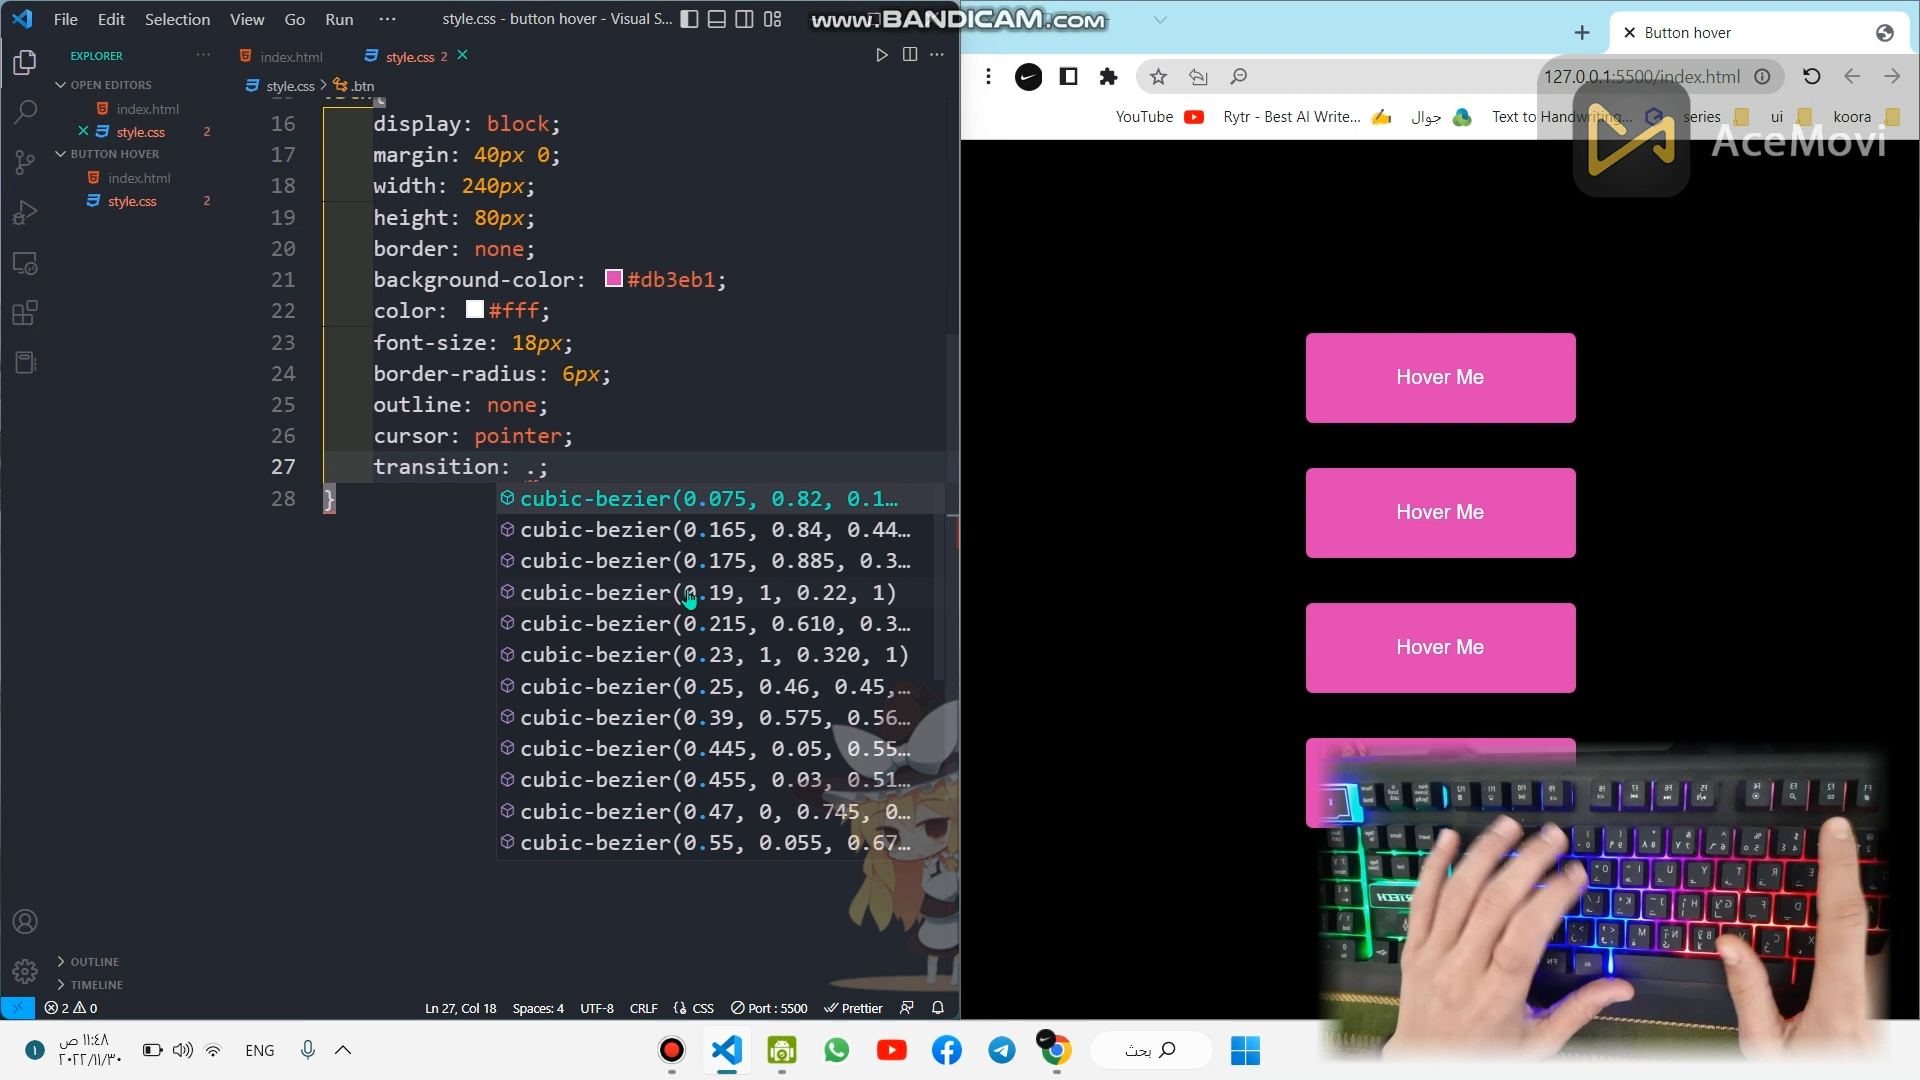 File Edit Selection View Go Run ··· style.css - button hover - Visual S...
www.BANDICAM.com
EXPLORER
OPEN EDITORS
index.html
style.css 2
BUTTON HOVER
index.html
style.css 2
OUTLINE
TIMELINE
index.html style.css 2
style.css > .btn
16 display: block;
17 margin: 40px 0;
18 width: 240px;
19 height: 80px;
20 border: none;
21 background-color: #db3eb1;
22 color: #fff;
23 font-size: 18px;
24 border-radius: 6px;
25 outline: none;
26 cursor: pointer;
27 transition: .;
28 }
cubic-bezier(0.075, 0.82, 0.1…
cubic-bezier(0.165, 0.84, 0.44…
cubic-bezier(0.175, 0.885, 0.3…
cubic-bezier(0.19, 1, 0.22, 1)
cubic-bezier(0.215, 0.610, 0.3…
cubic-bezier(0.23, 1, 0.320, 1)
cubic-bezier(0.25, 0.46, 0.45,…
cubic-bezier(0.39, 0.575, 0.56…
cubic-bezier(0.445, 0.05, 0.55…
cubic-bezier(0.455, 0.03, 0.51…
cubic-bezier(0.47, 0, 0.745, 0…
cubic-bezier(0.55, 0.055, 0.67…
2 0 Ln 27, Col 18 Spaces: 4 UTF-8 CRLF CSS Port : 5500 Prettier
Button hover
127.0.0.1:5500/index.html
YouTube Rytr - Best AI Write... جوال Text to Handwriting... series ui koora
AceMovi
Hover Me
Hover Me
Hover Me
١ ١١:٤٨ ص ENG بحث
٢٠٢٢/١١/٣٠